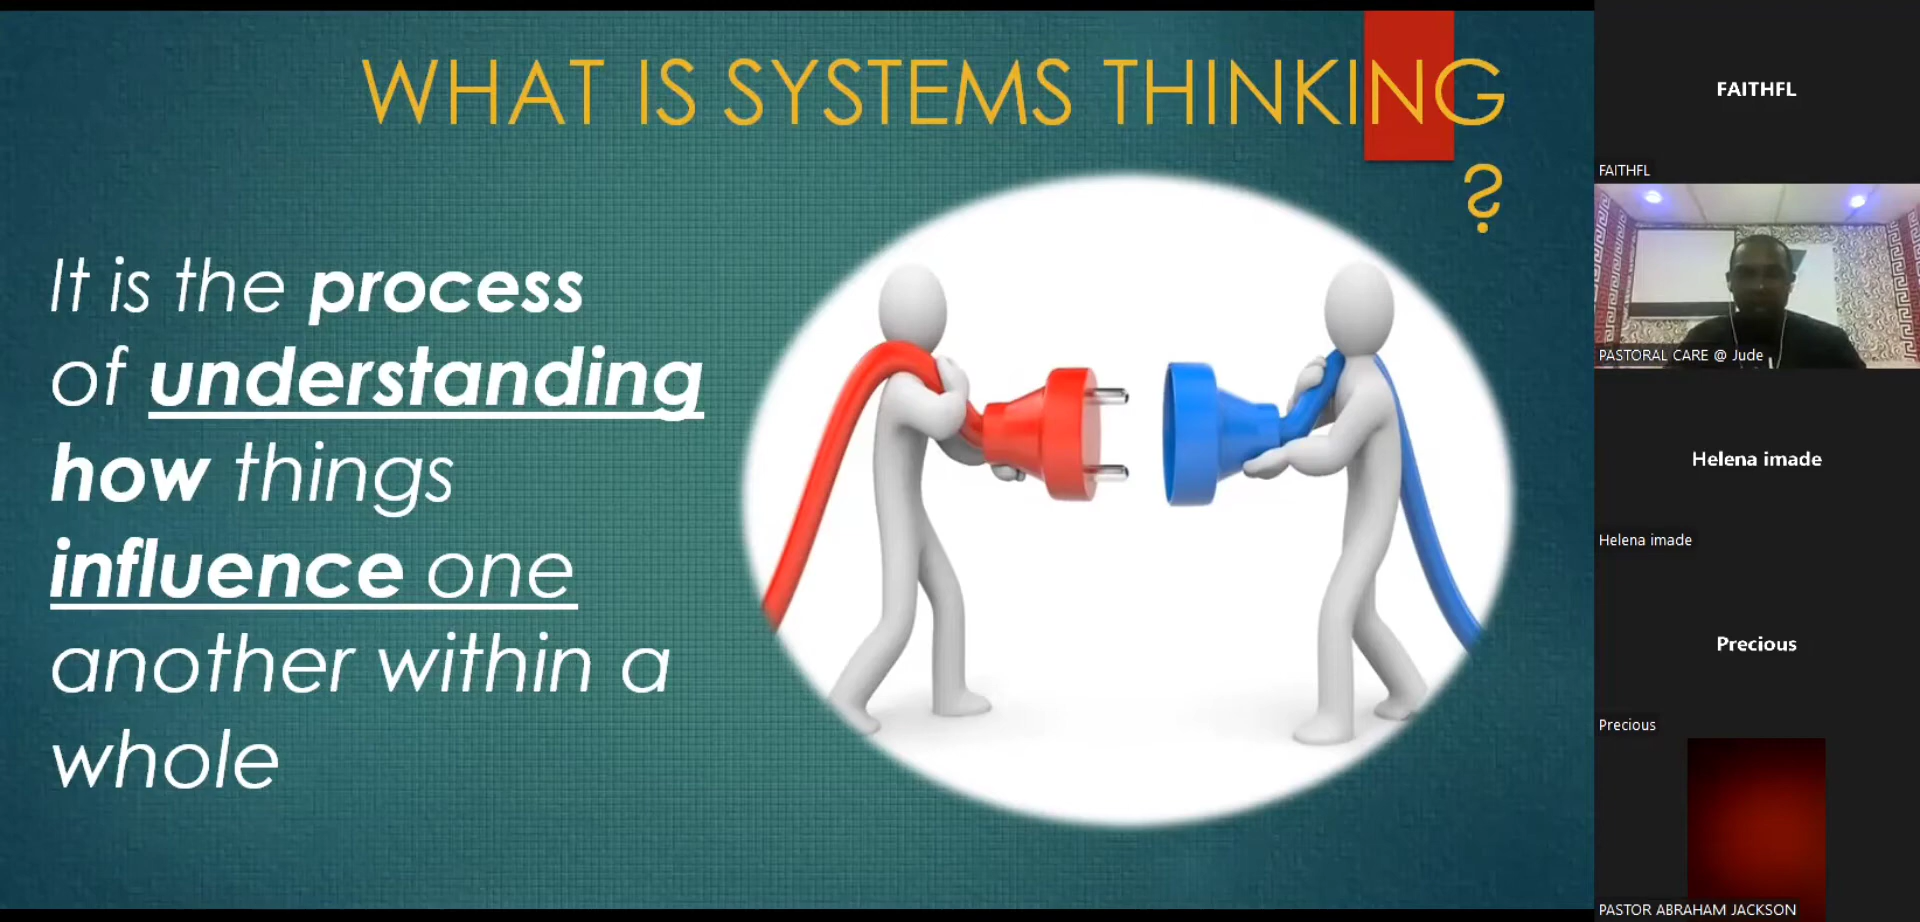 WHAT IS SYSTEMS THINKING
?
It is the process
of understanding
how things
influence one
another within a
whole
FAITHFL
FAITHFL
PASTORAL CARE @ Jude
Helena imade
Helena imade
Precious
Precious
PASTOR ABRAHAM JACKSON